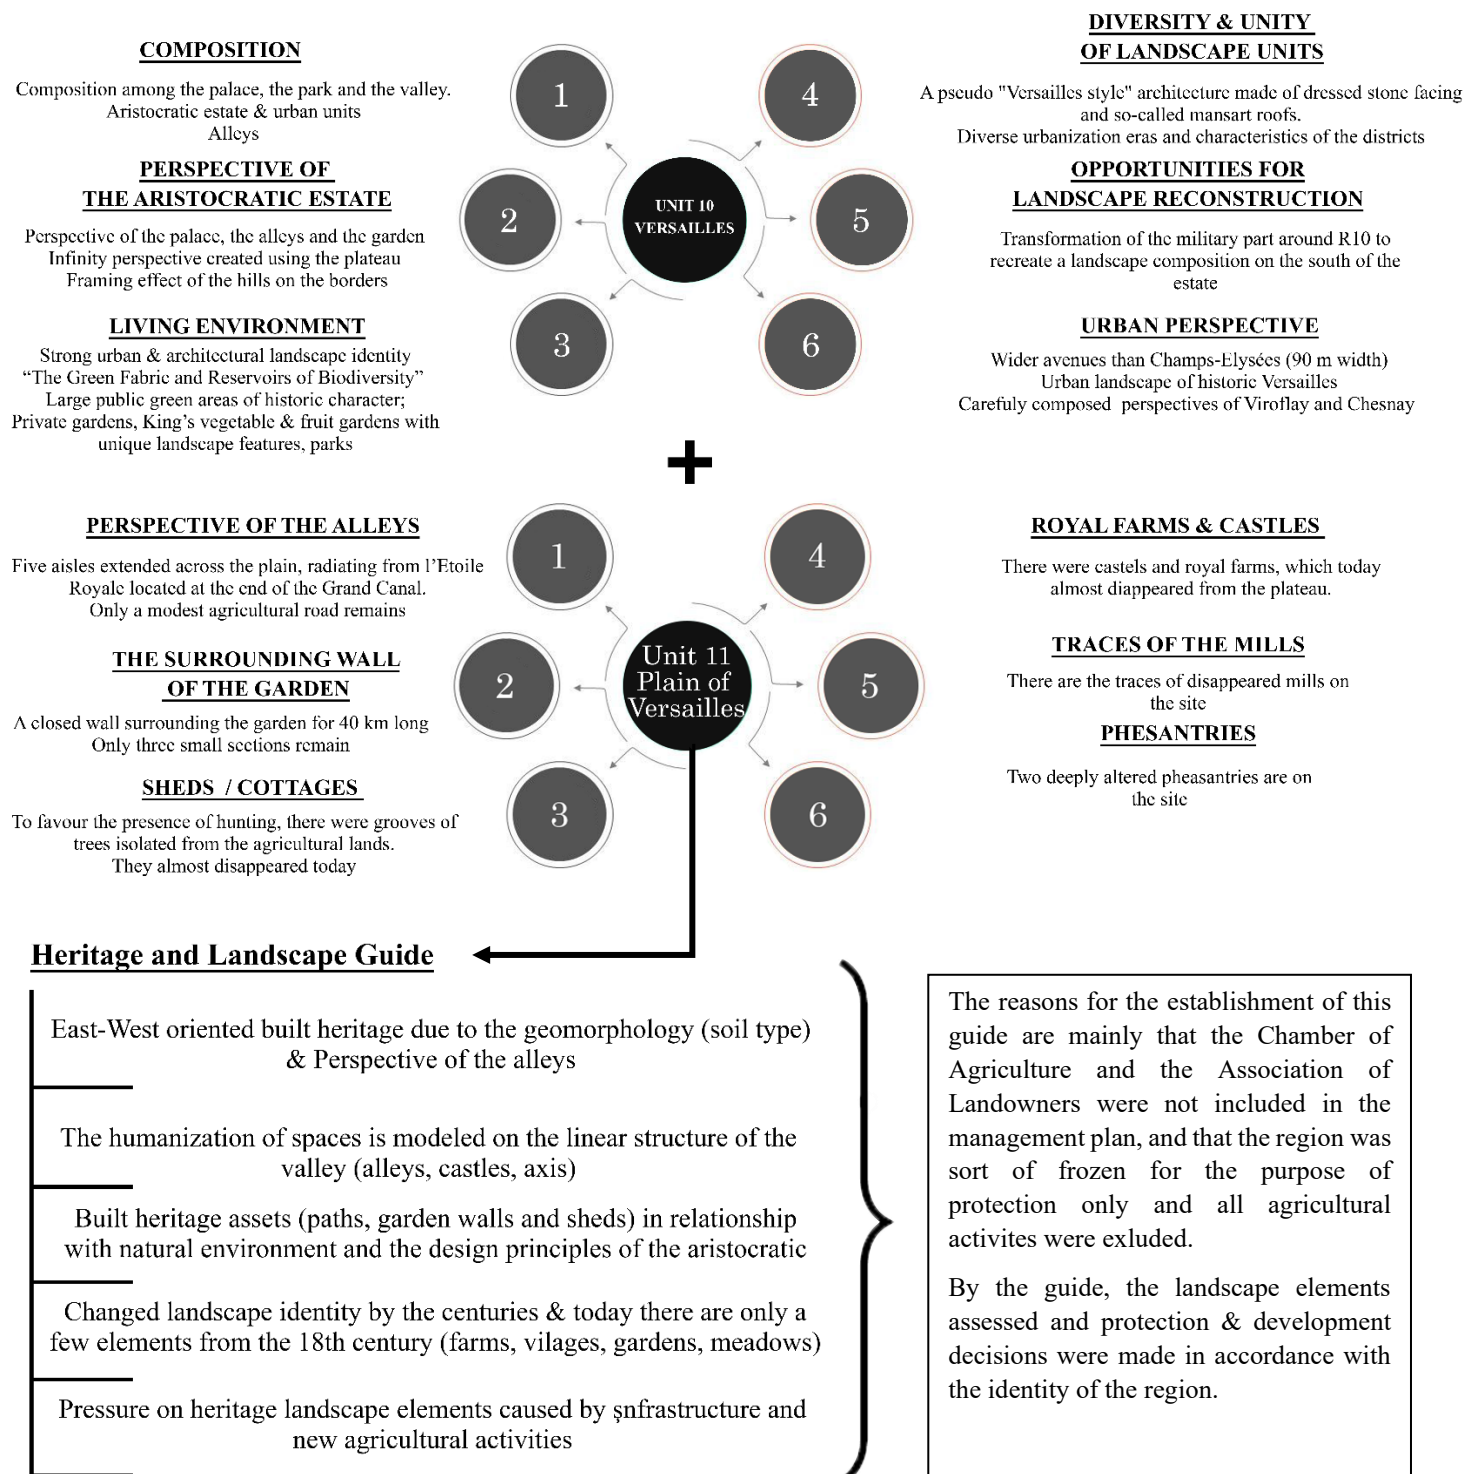 COMPOSITION
Composition among the palace, the park and the valley.
Aristocratic estate & urban units
Alleys
PERSPECTIVE OF
THE ARISTOCRATIC ESTATE
Perspective of the palace, the alleys and the garden
Infinity perspective created using the plateau
Framing effect of the hills on the borders
LIVING ENVIRONMENT
Strong urban & architectural landscape identity
“The Green Fabric and Reservoirs of Biodiversity”
Large public green areas of historic character;
Private gardens, King’s vegetable & fruit gardens with
unique landscape features, parks
1
2
3
UNIT 10
VERSAILLES
4
5
6
DIVERSITY & UNITY
OF LANDSCAPE UNITS
A pseudo "Versailles style" architecture made of dressed stone facing
and so-called mansart roofs.
Diverse urbanization eras and characteristics of the districts
OPPORTUNITIES FOR
LANDSCAPE RECONSTRUCTION
Transformation of the military part around R10 to
recreate a landscape composition on the south of the
estate
URBAN PERSPECTIVE
Wider avenues than Champs-Elysées (90 m width)
Urban landscape of historic Versailles
Carefuly composed perspectives of Viroflay and Chesnay
+
PERSPECTIVE OF THE ALLEYS
Five aisles extended across the plain, radiating from l’Etoile
Royale located at the end of the Grand Canal.
Only a modest agricultural road remains
THE SURROUNDING WALL
OF THE GARDEN
A closed wall surrounding the garden for 40 km long
Only three small sections remain
SHEDS / COTTAGES
To favour the presence of hunting, there were grooves of
trees isolated from the agricultural lands.
They almost disappeared today
1
2
3
Unit 11
Plain of
Versailles
4
5
6
ROYAL FARMS & CASTLES
There were castels and royal farms, which today
almost diappeared from the plateau.
TRACES OF THE MILLS
There are the traces of disappeared mills on
the site
PHESANTRIES
Two deeply altered pheasantries are on
the site
Heritage and Landscape Guide
East-West oriented built heritage due to the geomorphology (soil type)
& Perspective of the alleys
The humanization of spaces is modeled on the linear structure of the
valley (alleys, castles, axis)
Built heritage assets (paths, garden walls and sheds) in relationship
with natural environment and the design principles of the aristocratic
Changed landscape identity by the centuries & today there are only a
few elements from the 18th century (farms, vilages, gardens, meadows)
Pressure on heritage landscape elements caused by şnfrastructure and
new agricultural activities
The reasons for the establishment of this
guide are mainly that the Chamber of
Agriculture and the Association of
Landowners were not included in the
management plan, and that the region was
sort of frozen for the purpose of
protection only and all agricultural
activites were exluded.
By the guide, the landscape elements
assessed and protection & development
decisions were made in accordance with
the identity of the region.